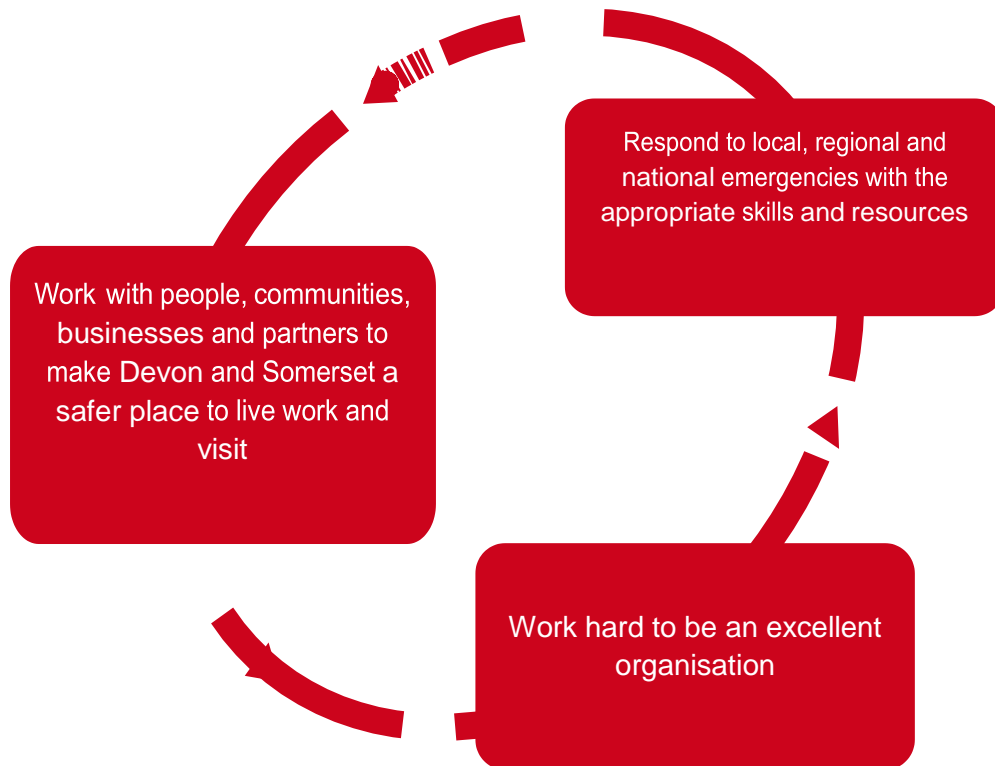 Respond to local, regional and
national emergencies with the
appropriate skills and resources
Work with people, communities,
businesses and partners to
make Devon and Somerset a
safer place to live work and
visit
Work hard to be an excellent
organisation